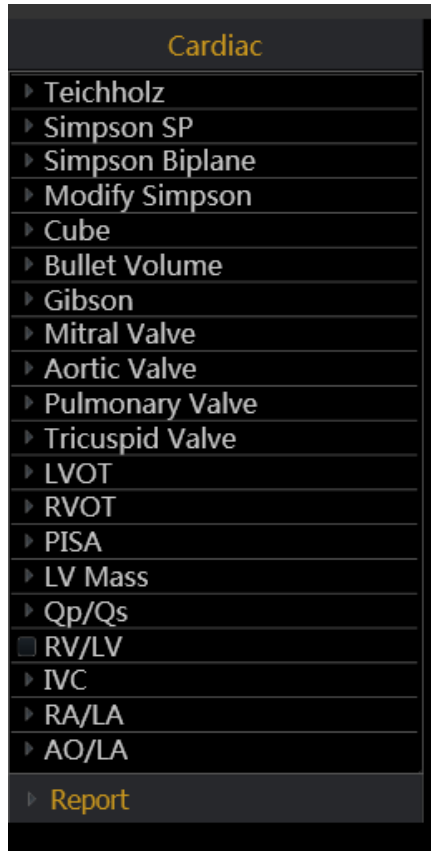 Cardiac
Teichholz
Simpson SP
Simpson Biplane
Modify Simpson
Cube
Bullet Volume
Gibson
Mitral Valve
Aortic Valve
Pulmonary Valve
Tricuspid Valve
LVOT
RVOT
PISA
LV Mass
Qp/Qs
RV/LV
IVC
RA/LA
AO/LA
Report